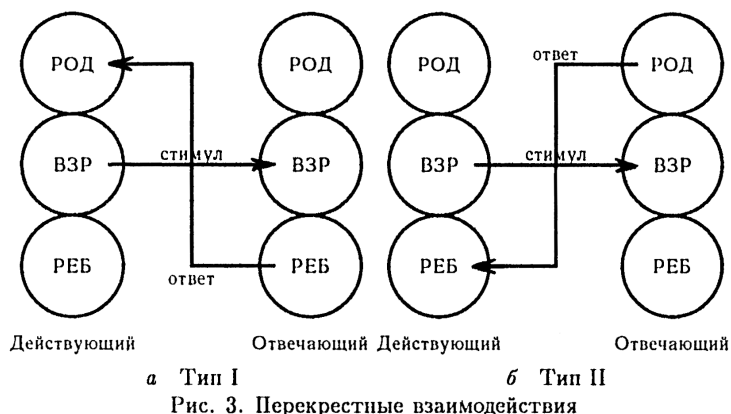 РОД РОД ответ РОД РОД
ВЗР стимул ВЗР ВЗР стимул ВЗР
РЕБ ответ РЕБ РЕБ РЕБ
Действующий Отвечающий Действующий Отвечающий
а Тип I б Тип II
Рис. 3. Перекрестные взаимодействия